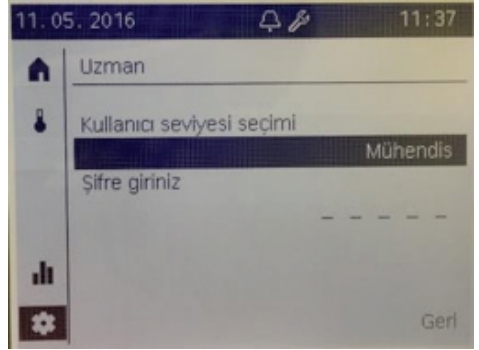 11.05.2016 11:37
Uzman
Kullanıcı seviyesi seçimi
Mühendis
Şifre giriniz
- - - - -
Geri